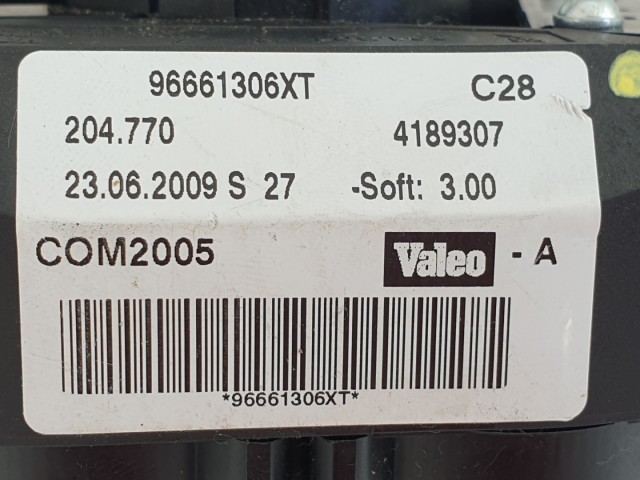 96661306XT C28
204.770 4189307
23.06.2009 S 27 -Soft: 3.00
COM2005 Valeo - A
*96661306XT*